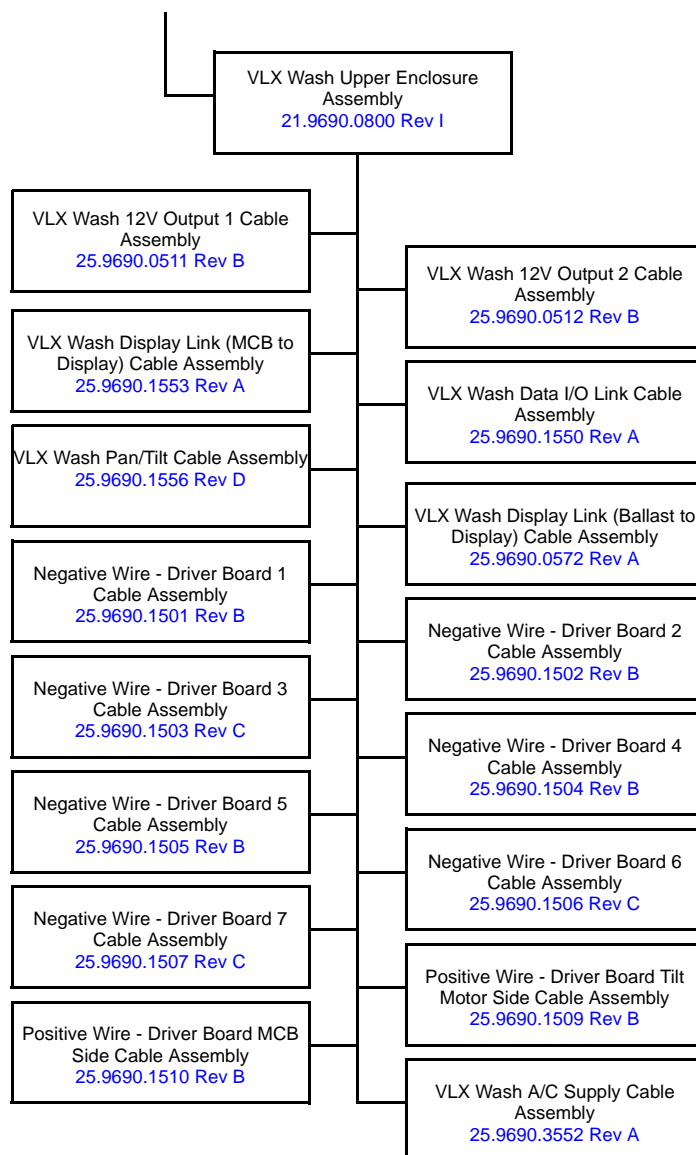 VLX Wash Upper Enclosure
Assembly
21.9690.0800 Rev I
VLX Wash 12V Output 1 Cable
Assembly
25.9690.0511 Rev B
VLX Wash 12V Output 2 Cable
Assembly
25.9690.0512 Rev B
VLX Wash Display Link (MCB to
Display) Cable Assembly
25.9690.1553 Rev A
VLX Wash Data I/O Link Cable
Assembly
25.9690.1550 Rev A
VLX Wash Pan/Tilt Cable Assembly
25.9690.1556 Rev D
VLX Wash Display Link (Ballast to
Display) Cable Assembly
25.9690.0572 Rev A
Negative Wire - Driver Board 1
Cable Assembly
25.9690.1501 Rev B
Negative Wire - Driver Board 2
Cable Assembly
25.9690.1502 Rev B
Negative Wire - Driver Board 3
Cable Assembly
25.9690.1503 Rev C
Negative Wire - Driver Board 4
Cable Assembly
25.9690.1504 Rev B
Negative Wire - Driver Board 5
Cable Assembly
25.9690.1505 Rev B
Negative Wire - Driver Board 6
Cable Assembly
25.9690.1506 Rev C
Negative Wire - Driver Board 7
Cable Assembly
25.9690.1507 Rev C
Positive Wire - Driver Board Tilt
Motor Side Cable Assembly
25.9690.1509 Rev B
Positive Wire - Driver Board MCB
Side Cable Assembly
25.9690.1510 Rev B
VLX Wash A/C Supply Cable
Assembly
25.9690.3552 Rev A